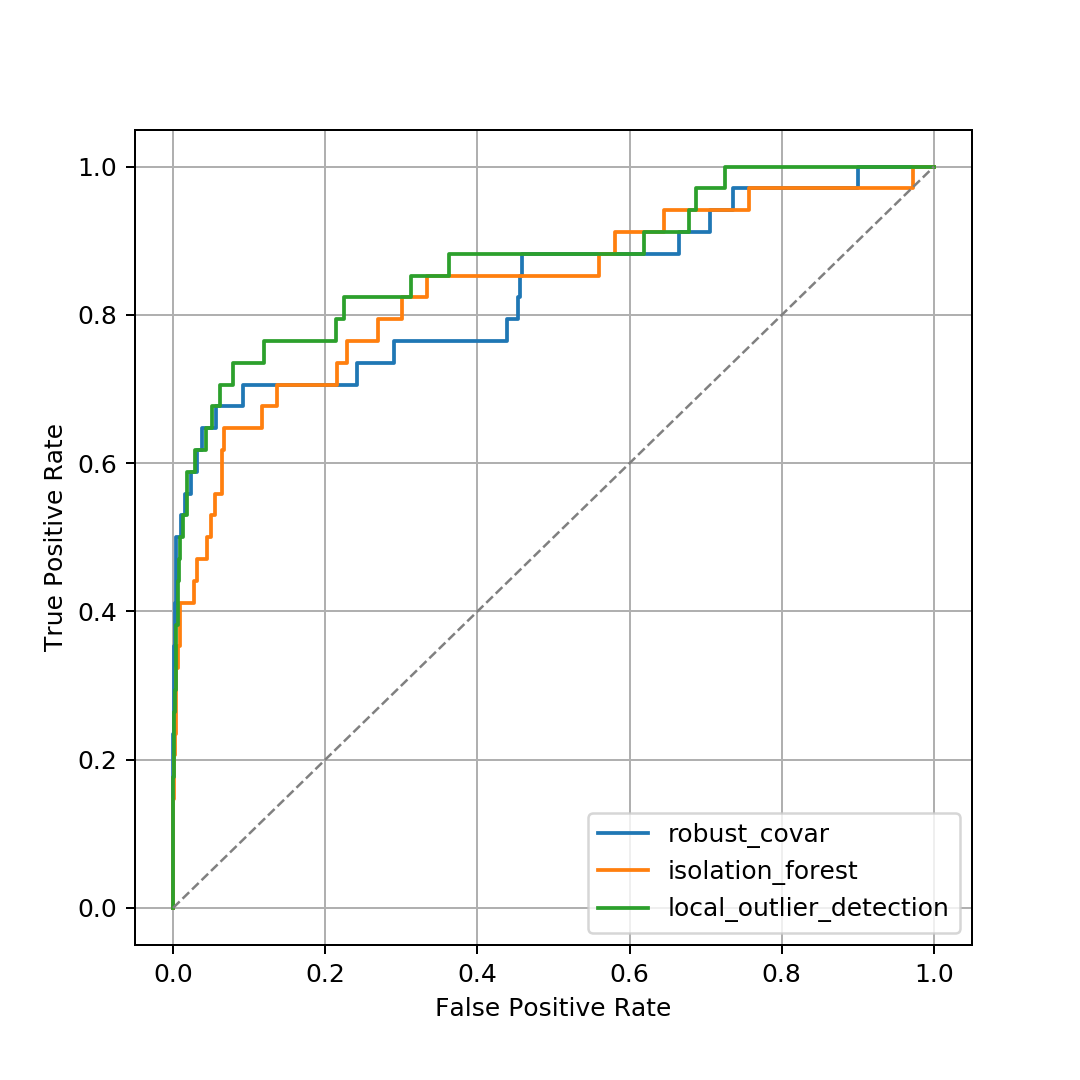 1.0
0.8
0.6
0.4
0.2
0.0
True Positive Rate
robust_covar
isolation_forest
local_outlier_detection
0.0 0.2 0.4 0.6 0.8 1.0
False Positive Rate